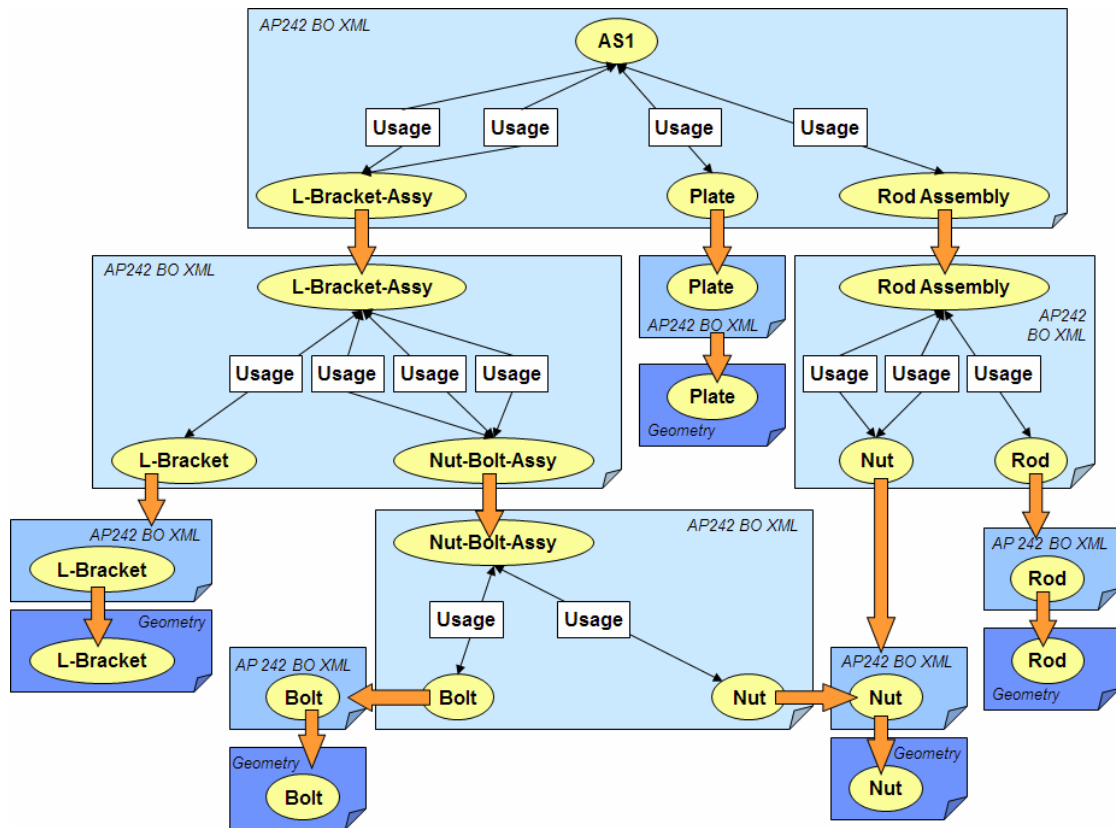 AP242 BO XML
AS1
Usage
Usage
Usage
Usage
L-Bracket-Assy
Plate
Rod Assembly
AP242 BO XML
L-Bracket-Assy
Usage
Usage
Usage
Usage
L-Bracket
Nut-Bolt-Assy
Plate
AP242 BO XML
Plate
Geometry
Rod Assembly
AP242
BO XML
Usage
Usage
Usage
Nut
Rod
AP242 BO XML
L-Bracket
Geometry
L-Bracket
AP242 BO XML
Nut-Bolt-Assy
Usage
Usage
Bolt
Nut
AP 242 BO XML
Bolt
Geometry
Bolt
AP242 BO XML
Nut
Geometry
Nut
AP 242 BO XML
Rod
Rod
Geometry